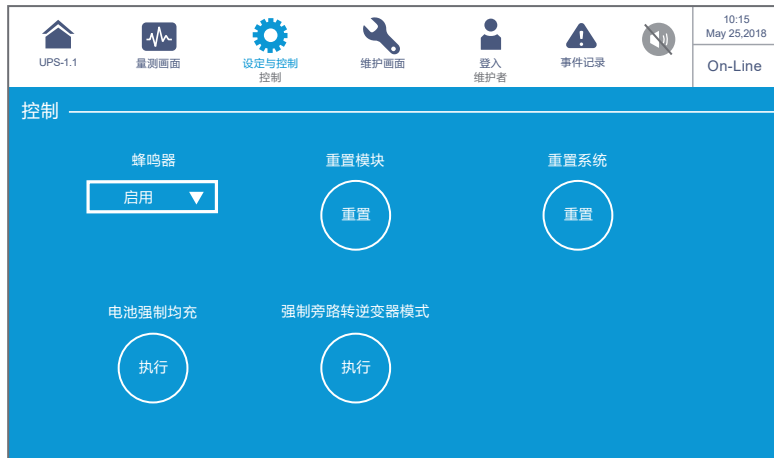 UPS-1.1
量测画面
设定与控制
控制
维护画面
登入
维护者
事件记录
10:15
May 25,2018
On-Line
控制
蜂鸣器
重置模块
重置系统
启用
重置
重置
电池强制均充
强制旁路转逆变器模式
执行
执行